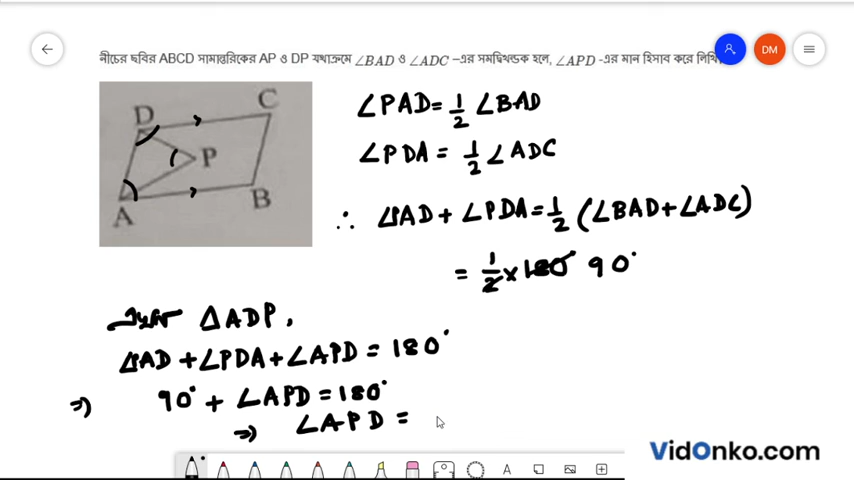 DM
নীচের ছবির ABCD সামান্তরিকের AP ও DP যথাক্রমে ∠BAD ও ∠ADC –এর সমদ্বিখন্ডক হলে, ∠APD -এর মান হিসাব করে লিখি।
D C
P
A B
∠PAD = 1/2 ∠BAD
∠PDA = 1/2 ∠ADC
∴ ∠PAD + ∠PDA = 1/2 (∠BAD + ∠ADC)
= 1/2 × 180 90°
এখন ΔADP,
∠PAD + ∠PDA + ∠APD = 180°
⇒ 90° + ∠APD = 180°
⇒ ∠APD =
A
VidOnko.com